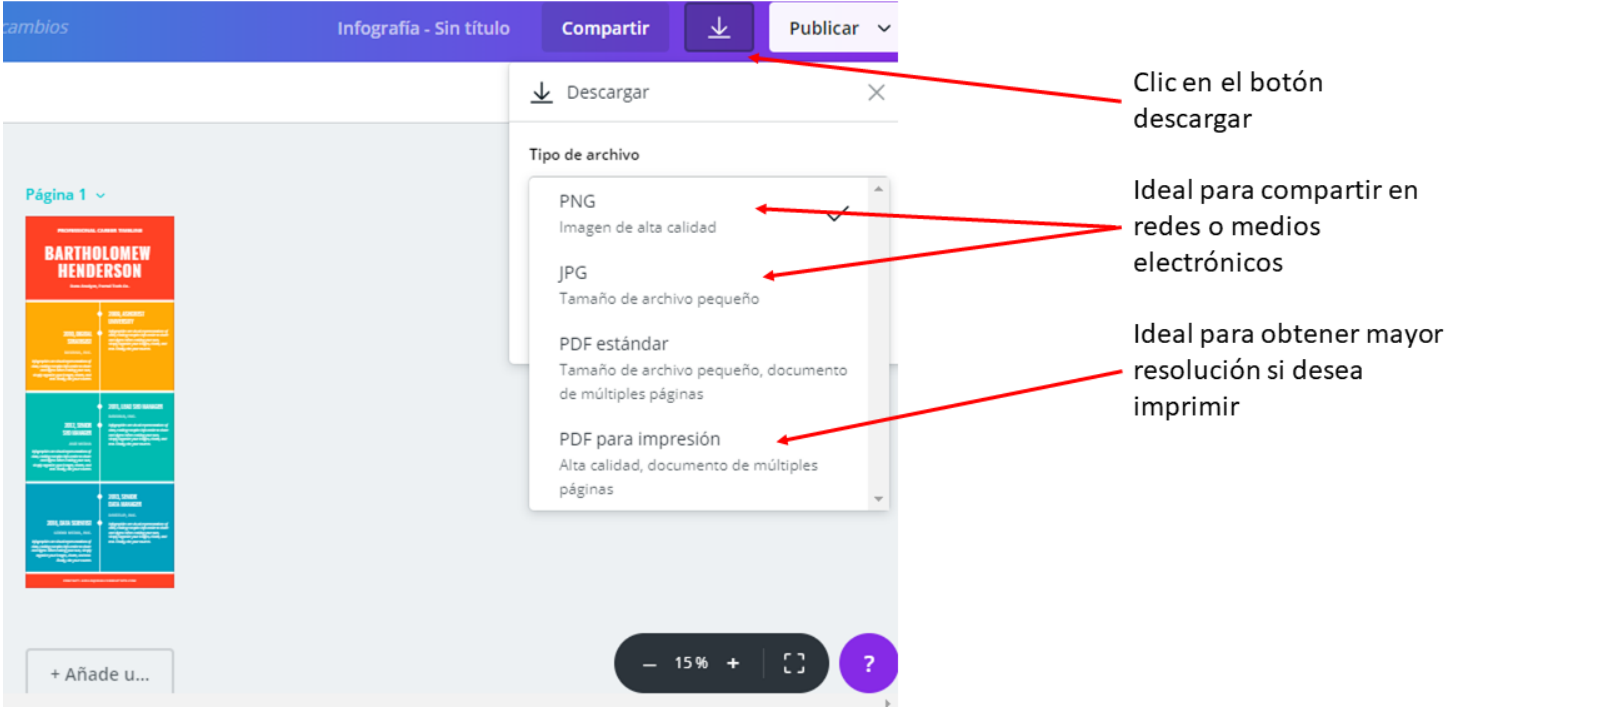 cambios
Infografía - Sin título
Compartir
Publicar
Descargar
Tipo de archivo
PNG
Imagen de alta calidad
JPG
Tamaño de archivo pequeño
PDF estándar
Tamaño de archivo pequeño, documento
de múltiples páginas
PDF para impresión
Alta calidad, documento de múltiples
páginas
Clic en el botón
descargar
Ideal para compartir en
redes o medios
electrónicos
Ideal para obtener mayor
resolución si desea
imprimir
Página 1
BARTHOLOMEW
HENDERSON
+ Añade u...
– 15 % +
?